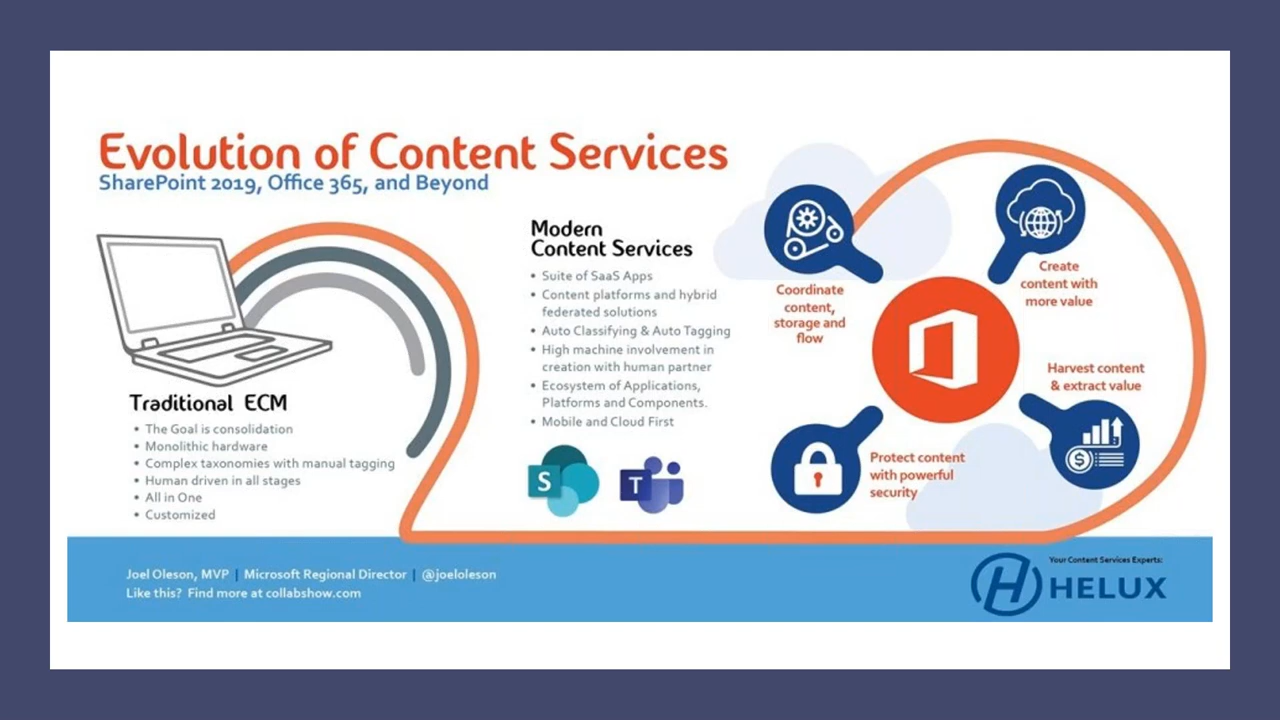 Evolution of Content Services
SharePoint 2019, Office 365, and Beyond
Traditional ECM
• The Goal is consolidation
• Monolithic hardware
• Complex taxonomies with manual tagging
• Human driven in all stages
• All in One
• Customized
Modern
Content Services
• Suite of SaaS Apps
• Content platforms and hybrid
federated solutions
• Auto Classifying & Auto Tagging
• High machine involvement in
creation with human partner
• Ecosystem of Applications,
Platforms and Components.
• Mobile and Cloud First
S
T
Coordinate
content,
storage and
flow
Create
content with
more value
Harvest content
& extract value
$
Protect content
with powerful
security
Joel Oleson, MVP | Microsoft Regional Director | @joeloleson
Like this? Find more at collabshow.com
Your Content Services Experts:
H HELUX